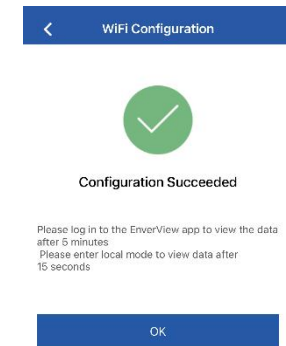 WiFi Configuration
Configuration Succeeded
Please log in to the EnverView app to view the data
after 5 minutes
Please enter local mode to view data after
15 seconds
OK